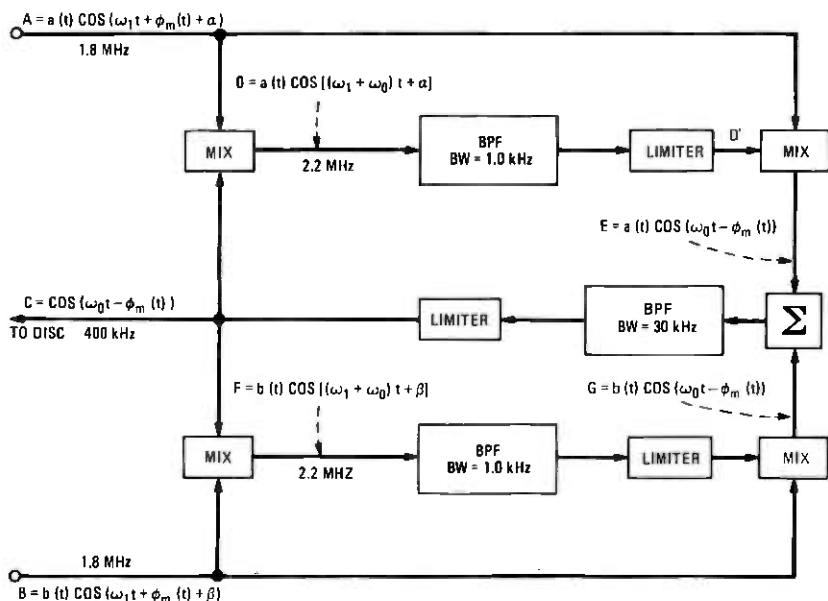 A = a (t) COS (ω₁ t + ϕₘ(t) + α)
1.8 MHz
D = a (t) COS [(ω₁ + ω₀) t + α]
MIX
2.2 MHz
BPF
BW = 1.0 kHz
LIMITER
D'
MIX
E = a (t) COS (ω₀ t − ϕₘ (t))
C = COS (ω₀ t − ϕₘ (t) )
TO DISC 400 kHz
LIMITER
BPF
BW = 30 kHz
Σ
F = b (t) COS [(ω₁ + ω₀) t + β]
G = b (t) COS (ω₀ t − ϕₘ (t))
MIX
2.2 MHZ
BPF
BW = 1.0 kHz
LIMITER
MIX
1.8 MHz
B = b (t) COS (ω₁ t + ϕₘ (t) + β)